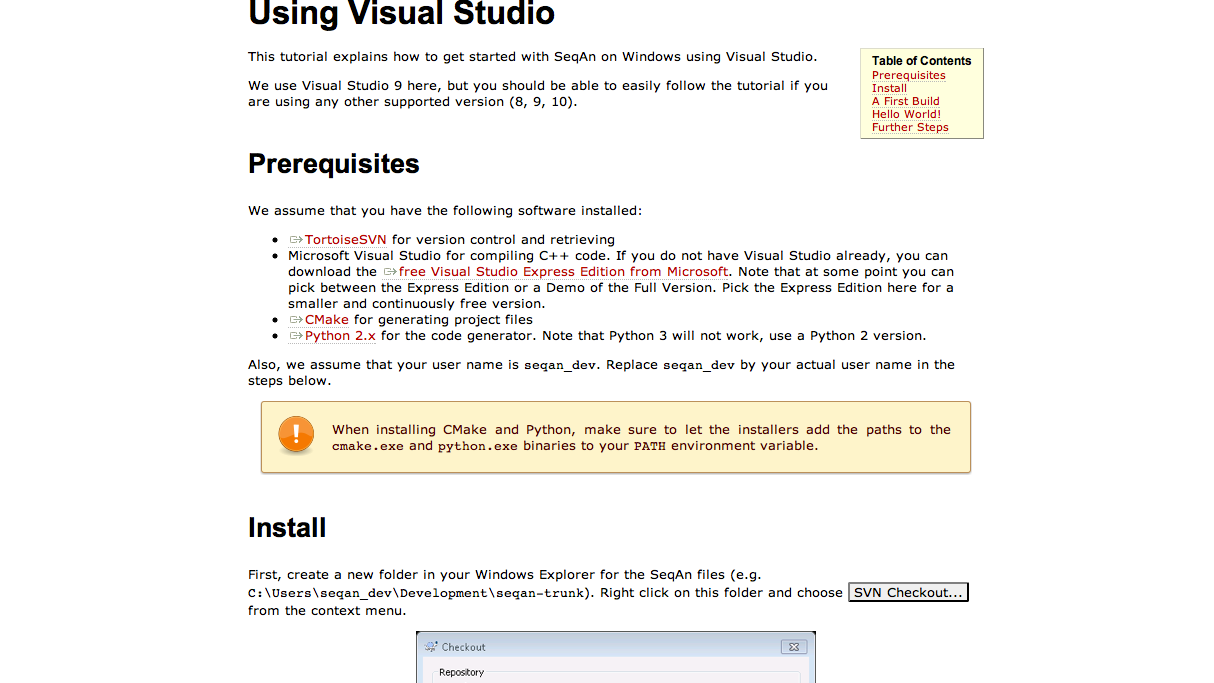 Using Visual Studio
This tutorial explains how to get started with SeqAn on Windows using Visual Studio.
We use Visual Studio 9 here, but you should be able to easily follow the tutorial if you
are using any other supported version (8, 9, 10).
Table of Contents
Prerequisites
Install
A First Build
Hello World!
Further Steps
Prerequisites
We assume that you have the following software installed:
TortoiseSVN for version control and retrieving
Microsoft Visual Studio for compiling C++ code. If you do not have Visual Studio already, you can
download the free Visual Studio Express Edition from Microsoft. Note that at some point you can
pick between the Express Edition or a Demo of the Full Version. Pick the Express Edition here for a
smaller and continuously free version.
CMake for generating project files
Python 2.x for the code generator. Note that Python 3 will not work, use a Python 2 version.
Also, we assume that your user name is seqan_dev. Replace seqan_dev by your actual user name in the
steps below.
When installing CMake and Python, make sure to let the installers add the paths to the
cmake.exe and python.exe binaries to your PATH environment variable.
Install
First, create a new folder in your Windows Explorer for the SeqAn files (e.g.
C:\Users\seqan_dev\Development\seqan-trunk). Right click on this folder and choose SVN Checkout...
from the context menu.
Checkout
Repository